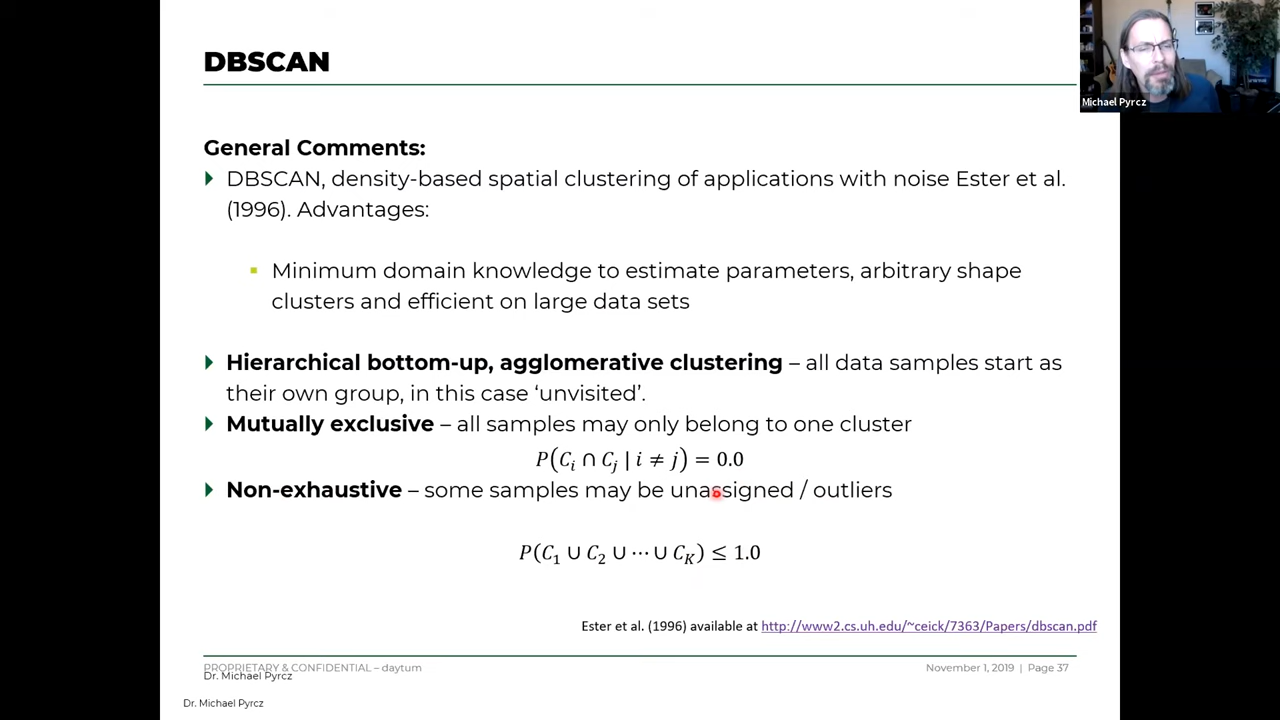 DBSCAN
Michael Pyrcz
General Comments:
DBSCAN, density-based spatial clustering of applications with noise Ester et al.
(1996). Advantages:
Minimum domain knowledge to estimate parameters, arbitrary shape
clusters and efficient on large data sets
Hierarchical bottom-up, agglomerative clustering – all data samples start as
their own group, in this case ‘unvisited’.
Mutually exclusive – all samples may only belong to one cluster
P(C_i ∩ C_j | i ≠ j) = 0.0
Non-exhaustive – some samples may be unassigned / outliers
P(C_1 ∪ C_2 ∪ ⋯ ∪ C_K) ≤ 1.0
Ester et al. (1996) available at http://www2.cs.uh.edu/~ceick/7363/Papers/dbscan.pdf
PROPRIETARY & CONFIDENTIAL – daytum
November 1, 2019 | Page 37
Dr. Michael Pyrcz
Dr. Michael Pyrcz